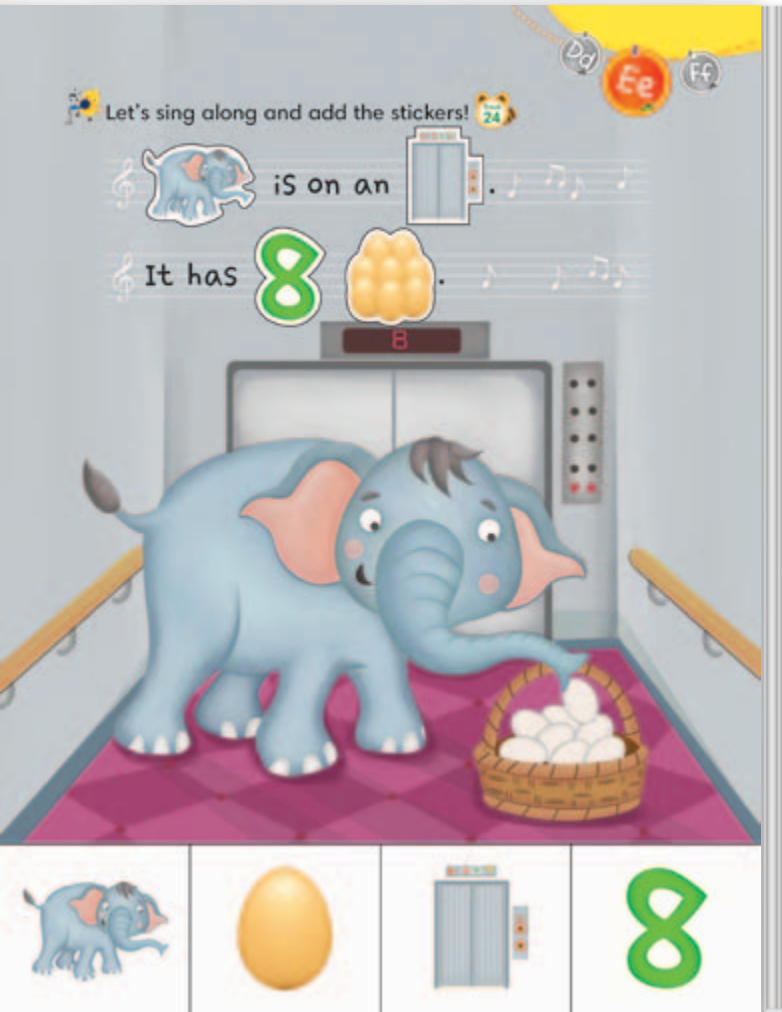 Dd
Ee
Ff
Let's sing along and add the stickers! Track 24
is on an .
It has 8 .
8
8